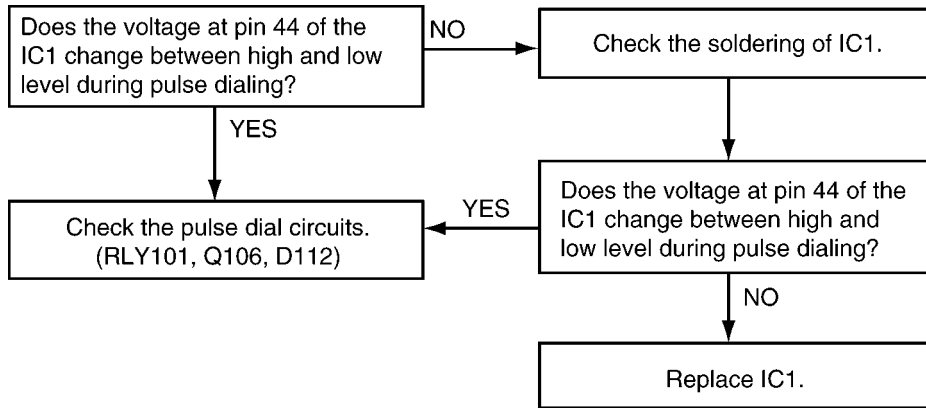 Does the voltage at pin 44 of the
IC1 change between high and low
level during pulse dialing?
NO
Check the soldering of IC1.
YES
Does the voltage at pin 44 of the
IC1 change between high and
low level during pulse dialing?
YES
Check the pulse dial circuits.
(RLY101, Q106, D112)
NO
Replace IC1.